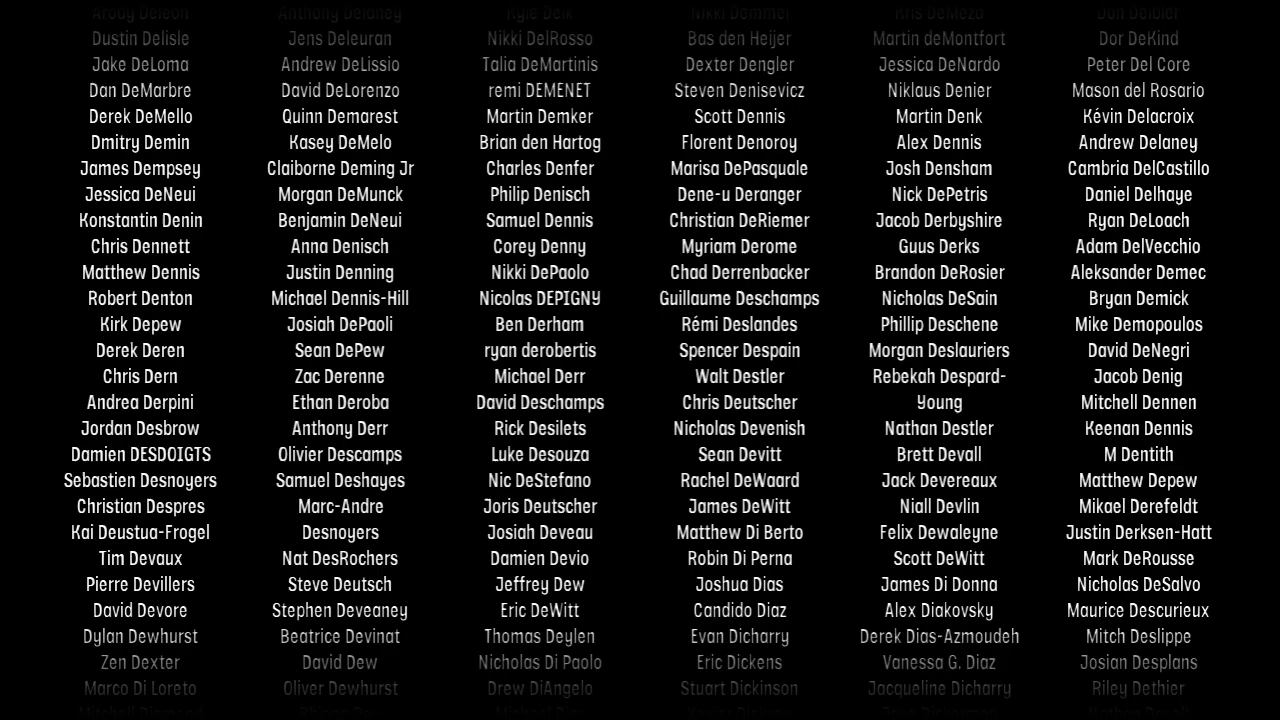 Anthony Delaney
Kris DeMeza
Dustin Delisle
Jens Deleuran
Nikki DelRosso
Bas den Heijer
Martin deMontfort
Dor DeKind
Jake DeLoma
Andrew DeLissio
Talia DeMartinis
Dexter Dengler
Jessica DeNardo
Peter Del Core
Dan DeMarbre
David DeLorenzo
remi DEMENET
Steven Denisevicz
Niklaus Denier
Mason del Rosario
Derek DeMello
Quinn Demarest
Martin Demker
Scott Dennis
Martin Denk
Kévin Delacroix
Dmitry Demin
Kasey DeMelo
Brian den Hartog
Florent Denoroy
Alex Dennis
Andrew Delaney
James Dempsey
Claiborne Deming Jr
Charles Denfer
Marisa DePasquale
Josh Densham
Cambria DelCastillo
Jessica DeNeui
Morgan DeMunck
Philip Denisch
Dene-u Deranger
Nick DePetris
Daniel Delhaye
Konstantin Denin
Benjamin DeNeui
Samuel Dennis
Christian DeRiemer
Jacob Derbyshire
Ryan DeLoach
Chris Dennett
Anna Denisch
Corey Denny
Myriam Derome
Guus Derks
Adam DelVecchio
Matthew Dennis
Justin Denning
Nikki DePaolo
Chad Derrenbacker
Brandon DeRosier
Aleksander Demec
Robert Denton
Michael Dennis-Hill
Nicolas DEPIGNY
Guillaume Deschamps
Nicholas DeSain
Bryan Demick
Kirk Depew
Josiah DePaoli
Ben Derham
Rémi Deslandes
Phillip Deschene
Mike Demopoulos
Derek Deren
Sean DePew
ryan derobertis
Spencer Despain
Morgan Deslauriers
David DeNegri
Chris Dern
Zac Derenne
Michael Derr
Walt Destler
Rebekah Despard-
Jacob Denig
Andrea Derpini
Ethan Deroba
David Deschamps
Chris Deutscher
Young
Mitchell Dennen
Jordan Desbrow
Anthony Derr
Rick Desilets
Nicholas Devenish
Nathan Destler
Keenan Dennis
Damien DESDOIGTS
Olivier Descamps
Luke Desouza
Sean Devitt
Brett Devall
M Dentith
Sebastien Desnoyers
Samuel Deshayes
Nic DeStefano
Rachel DeWaard
Jack Devereaux
Matthew Depew
Christian Despres
Marc-Andre
Joris Deutscher
James DeWitt
Niall Devlin
Mikael Derefeldt
Kai Deustua-Frogel
Desnoyers
Josiah Deveau
Matthew Di Berto
Felix Dewaleyne
Justin Derksen-Hatt
Tim Devaux
Nat DesRochers
Damien Devio
Robin Di Perna
Scott DeWitt
Mark DeRousse
Pierre Devillers
Steve Deutsch
Jeffrey Dew
Joshua Dias
James Di Donna
Nicholas DeSalvo
David Devore
Stephen Deveaney
Eric DeWitt
Candido Diaz
Alex Diakovsky
Maurice Descurieux
Dylan Dewhurst
Beatrice Devinat
Thomas Deylen
Evan Dicharry
Derek Dias-Azmoudeh
Mitch Deslippe
Zen Dexter
David Dew
Nicholas Di Paolo
Eric Dickens
Vanessa G. Diaz
Josian Desplans
Marco Di Loreto
Oliver Dewhurst
Drew DiAngelo
Stuart Dickinson
Jacqueline Dicharry
Riley Dethier